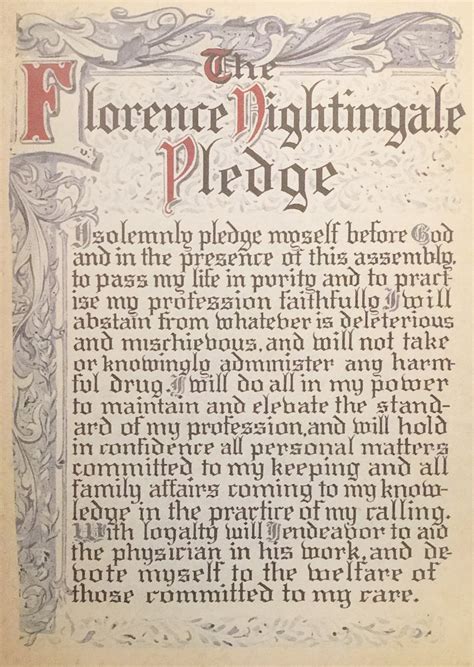 The
Florence Nightingale
Pledge
I solemnly pledge myself before God
and in the presence of this assembly,
to pass my life in purity and to pract-
ise my profession faithfully. I will
abstain from whatever is deleterious
and mischievous, and will not take
or knowingly administer any harm-
ful drug. I will do all in my power
to maintain and elevate the stand-
ard of my profession, and will hold
in confidence all personal matters
committed to my keeping and all
family affairs coming to my know-
ledge in the practice of my calling.
With loyalty will I endeavor to aid
the physician in his work, and de-
vote myself to the welfare of
those committed to my care.